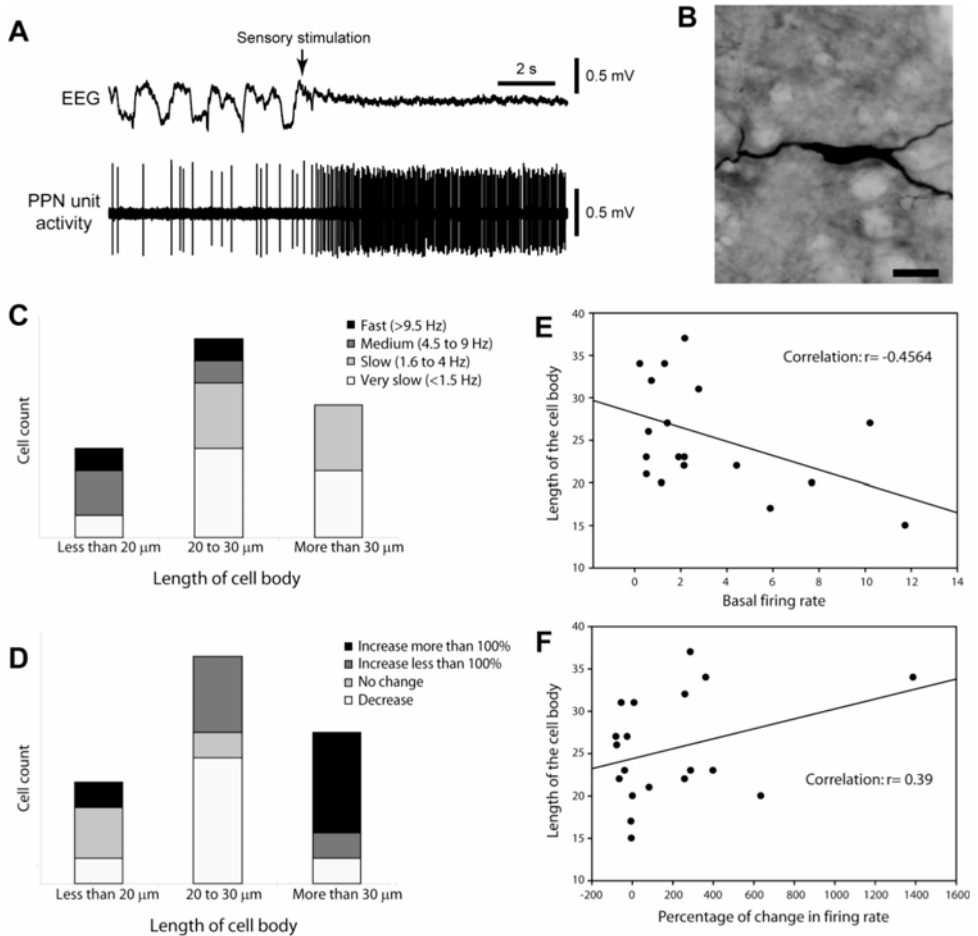 A
Sensory stimulation
2 s
0.5 mV
EEG
PPN unit
activity
0.5 mV
B
C
Fast (>9.5 Hz)
Medium (4.5 to 9 Hz)
Slow (1.6 to 4 Hz)
Very slow (<1.5 Hz)
Cell count
Less than 20 μm 20 to 30 μm More than 30 μm
Length of cell body
D
Increase more than 100%
Increase less than 100%
No change
Decrease
Cell count
Less than 20 μm 20 to 30 μm More than 30 μm
Length of cell body
E
Correlation: r= -0.4564
Length of the cell body
40
35
30
25
20
15
10
0 2 4 6 8 10 12 14
Basal firing rate
F
Correlation: r= 0.39
Length of the cell body
40
35
30
25
20
15
10
-200 0 200 400 600 800 1000 1200 1400 1600
Percentage of change in firing rate